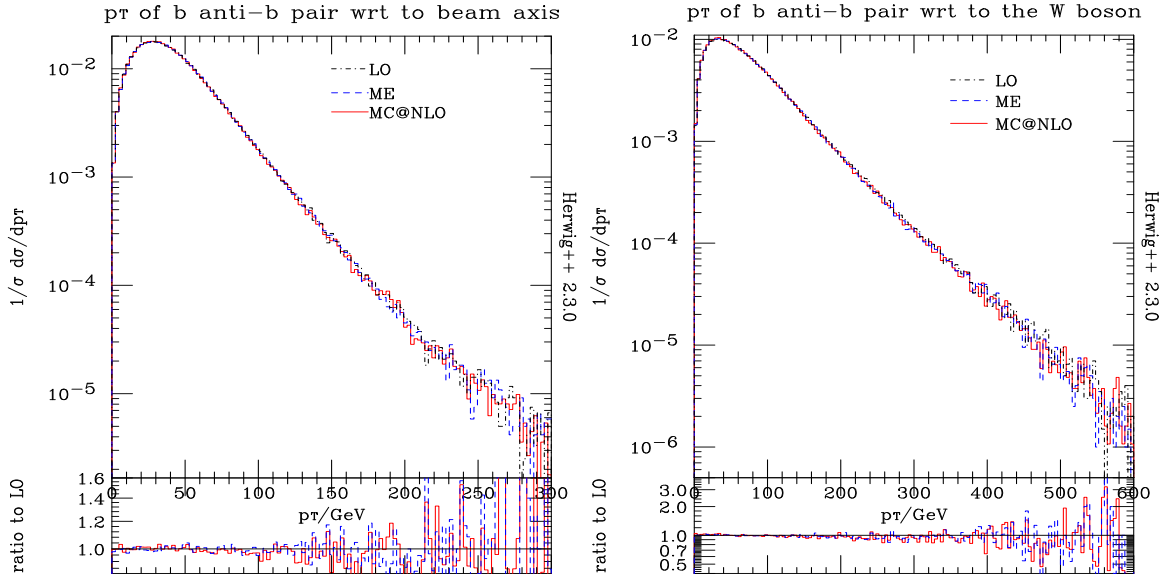 pT of b anti−b pair wrt to beam axis
10−2
10−3
10−4
10−5
1/σ dσ/dpT
LO
ME
MC@NLO
Herwig++ 2.3.0
0 50 100 150 200 250 300
pT/GeV
1.6
1.4
1.2
1.0
ratio to LO
pT of b anti−b pair wrt to the W boson
10−2
10−3
10−4
10−5
10−6
1/σ dσ/dpT
LO
ME
MC@NLO
Herwig++ 2.3.0
0 100 200 300 400 500 600
pT/GeV
3.0
2.0
1.0
0.7
0.5
ratio to LO